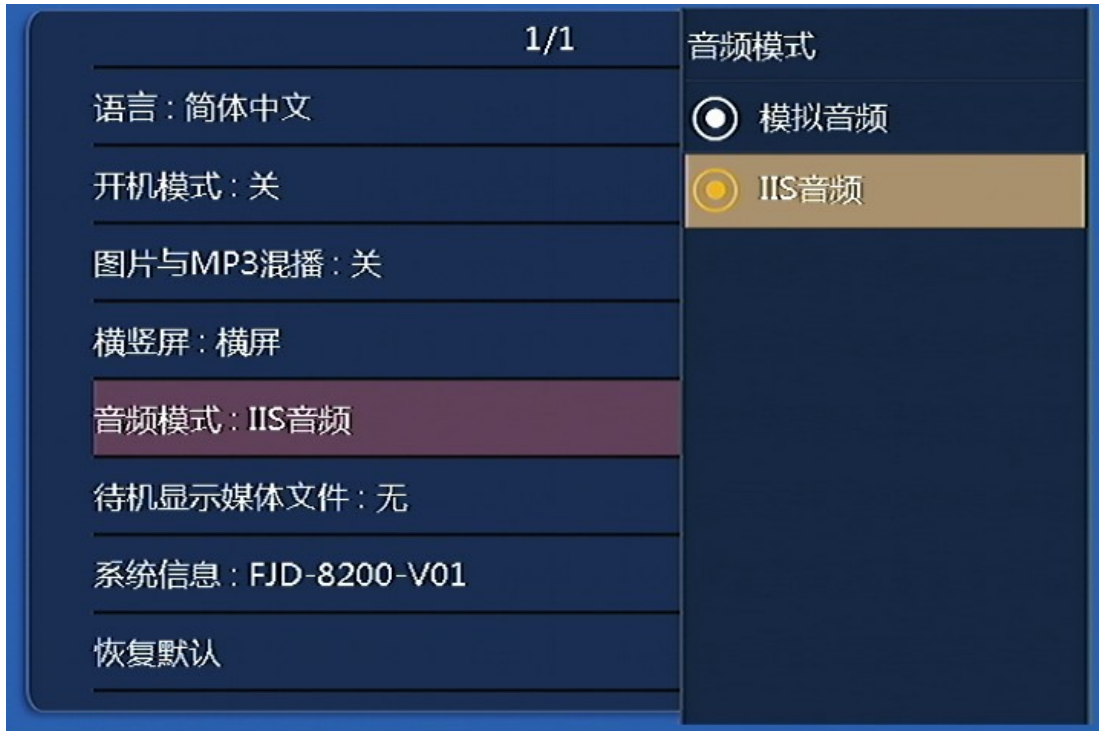 1/1
语言 : 简体中文
开机模式 : 关
图片与MP3混播 : 关
横竖屏 : 横屏
音频模式 : IIS音频
待机显示媒体文件 : 无
系统信息 : FJD-8200-V01
恢复默认
音频模式
模拟音频
IIS音频